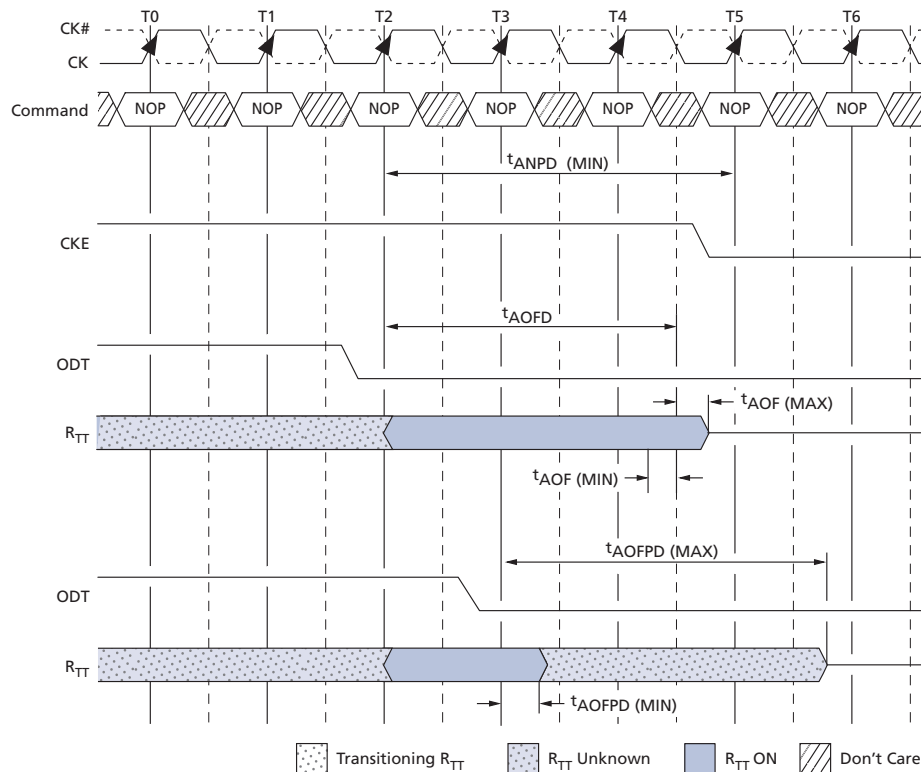 T0 T1 T2 T3 T4 T5 T6
CK#
CK
Command NOP NOP NOP NOP NOP NOP NOP
tANPD (MIN)
CKE
tAOFD
ODT
tAOF (MAX)
RTT
tAOF (MIN)
tAOFPD (MAX)
ODT
RTT
tAOFPD (MIN)
Transitioning RTT RTT Unknown RTT ON Don't Care